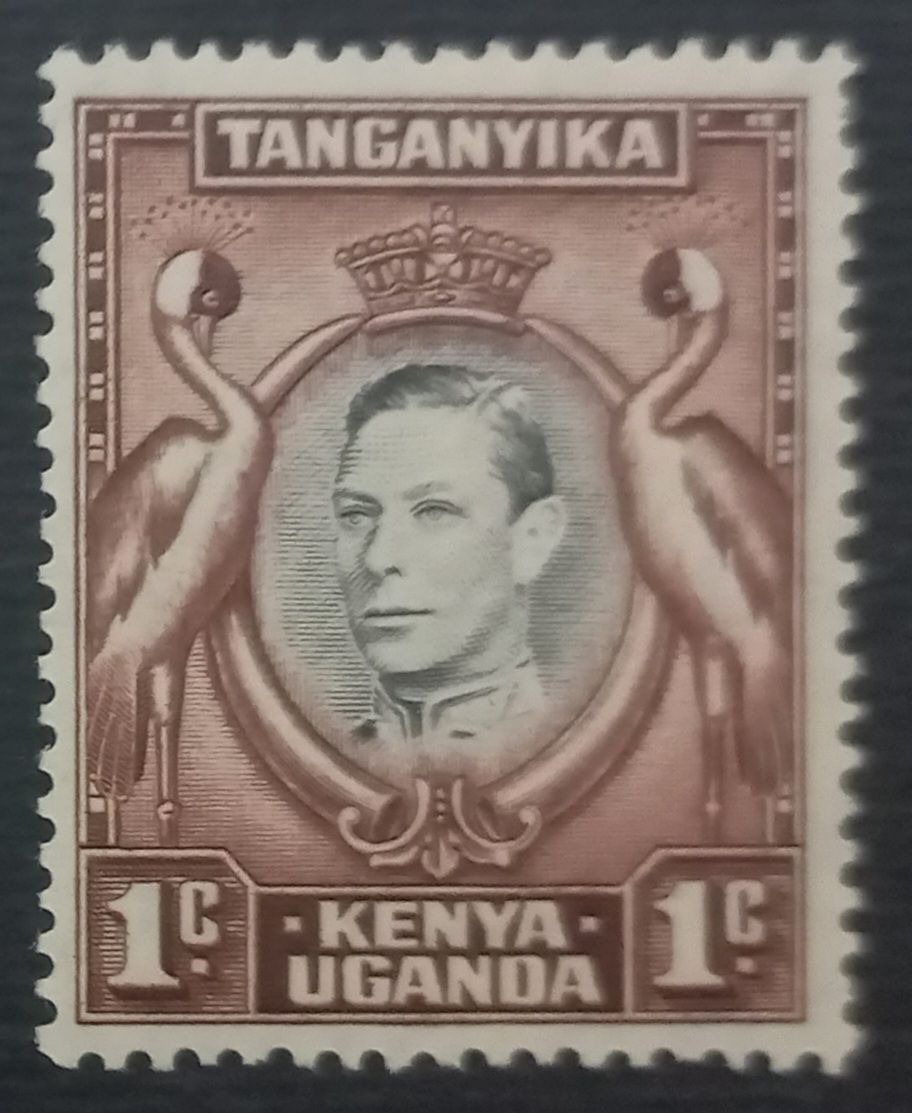 TANGANYIKA
1C.
· KENYA ·
UGANDA
1C.